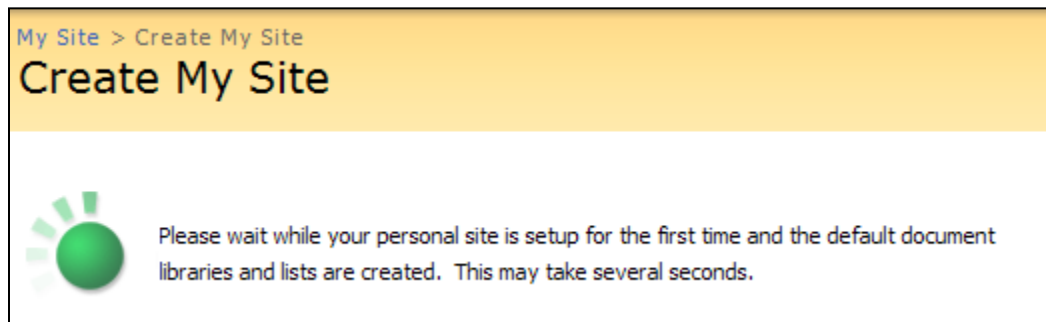 My Site > Create My Site
Create My Site
Please wait while your personal site is setup for the first time and the default document
libraries and lists are created.  This may take several seconds.